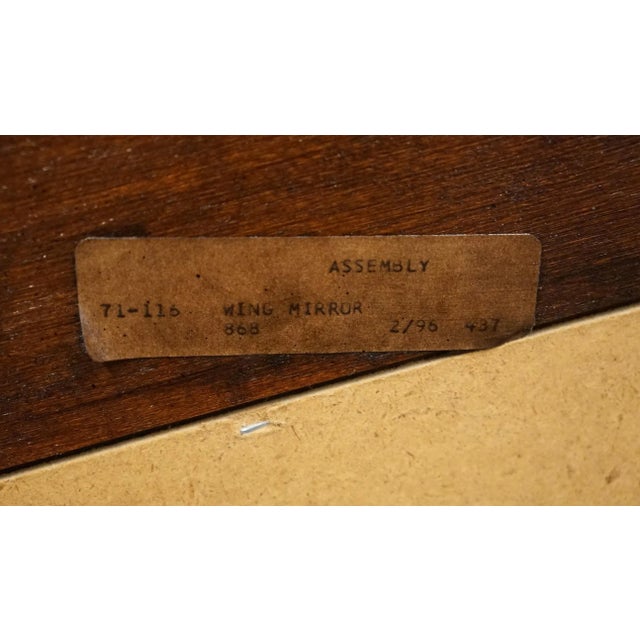 ASSEMBLY
71-116 WING MIRROR
868 2/96 437